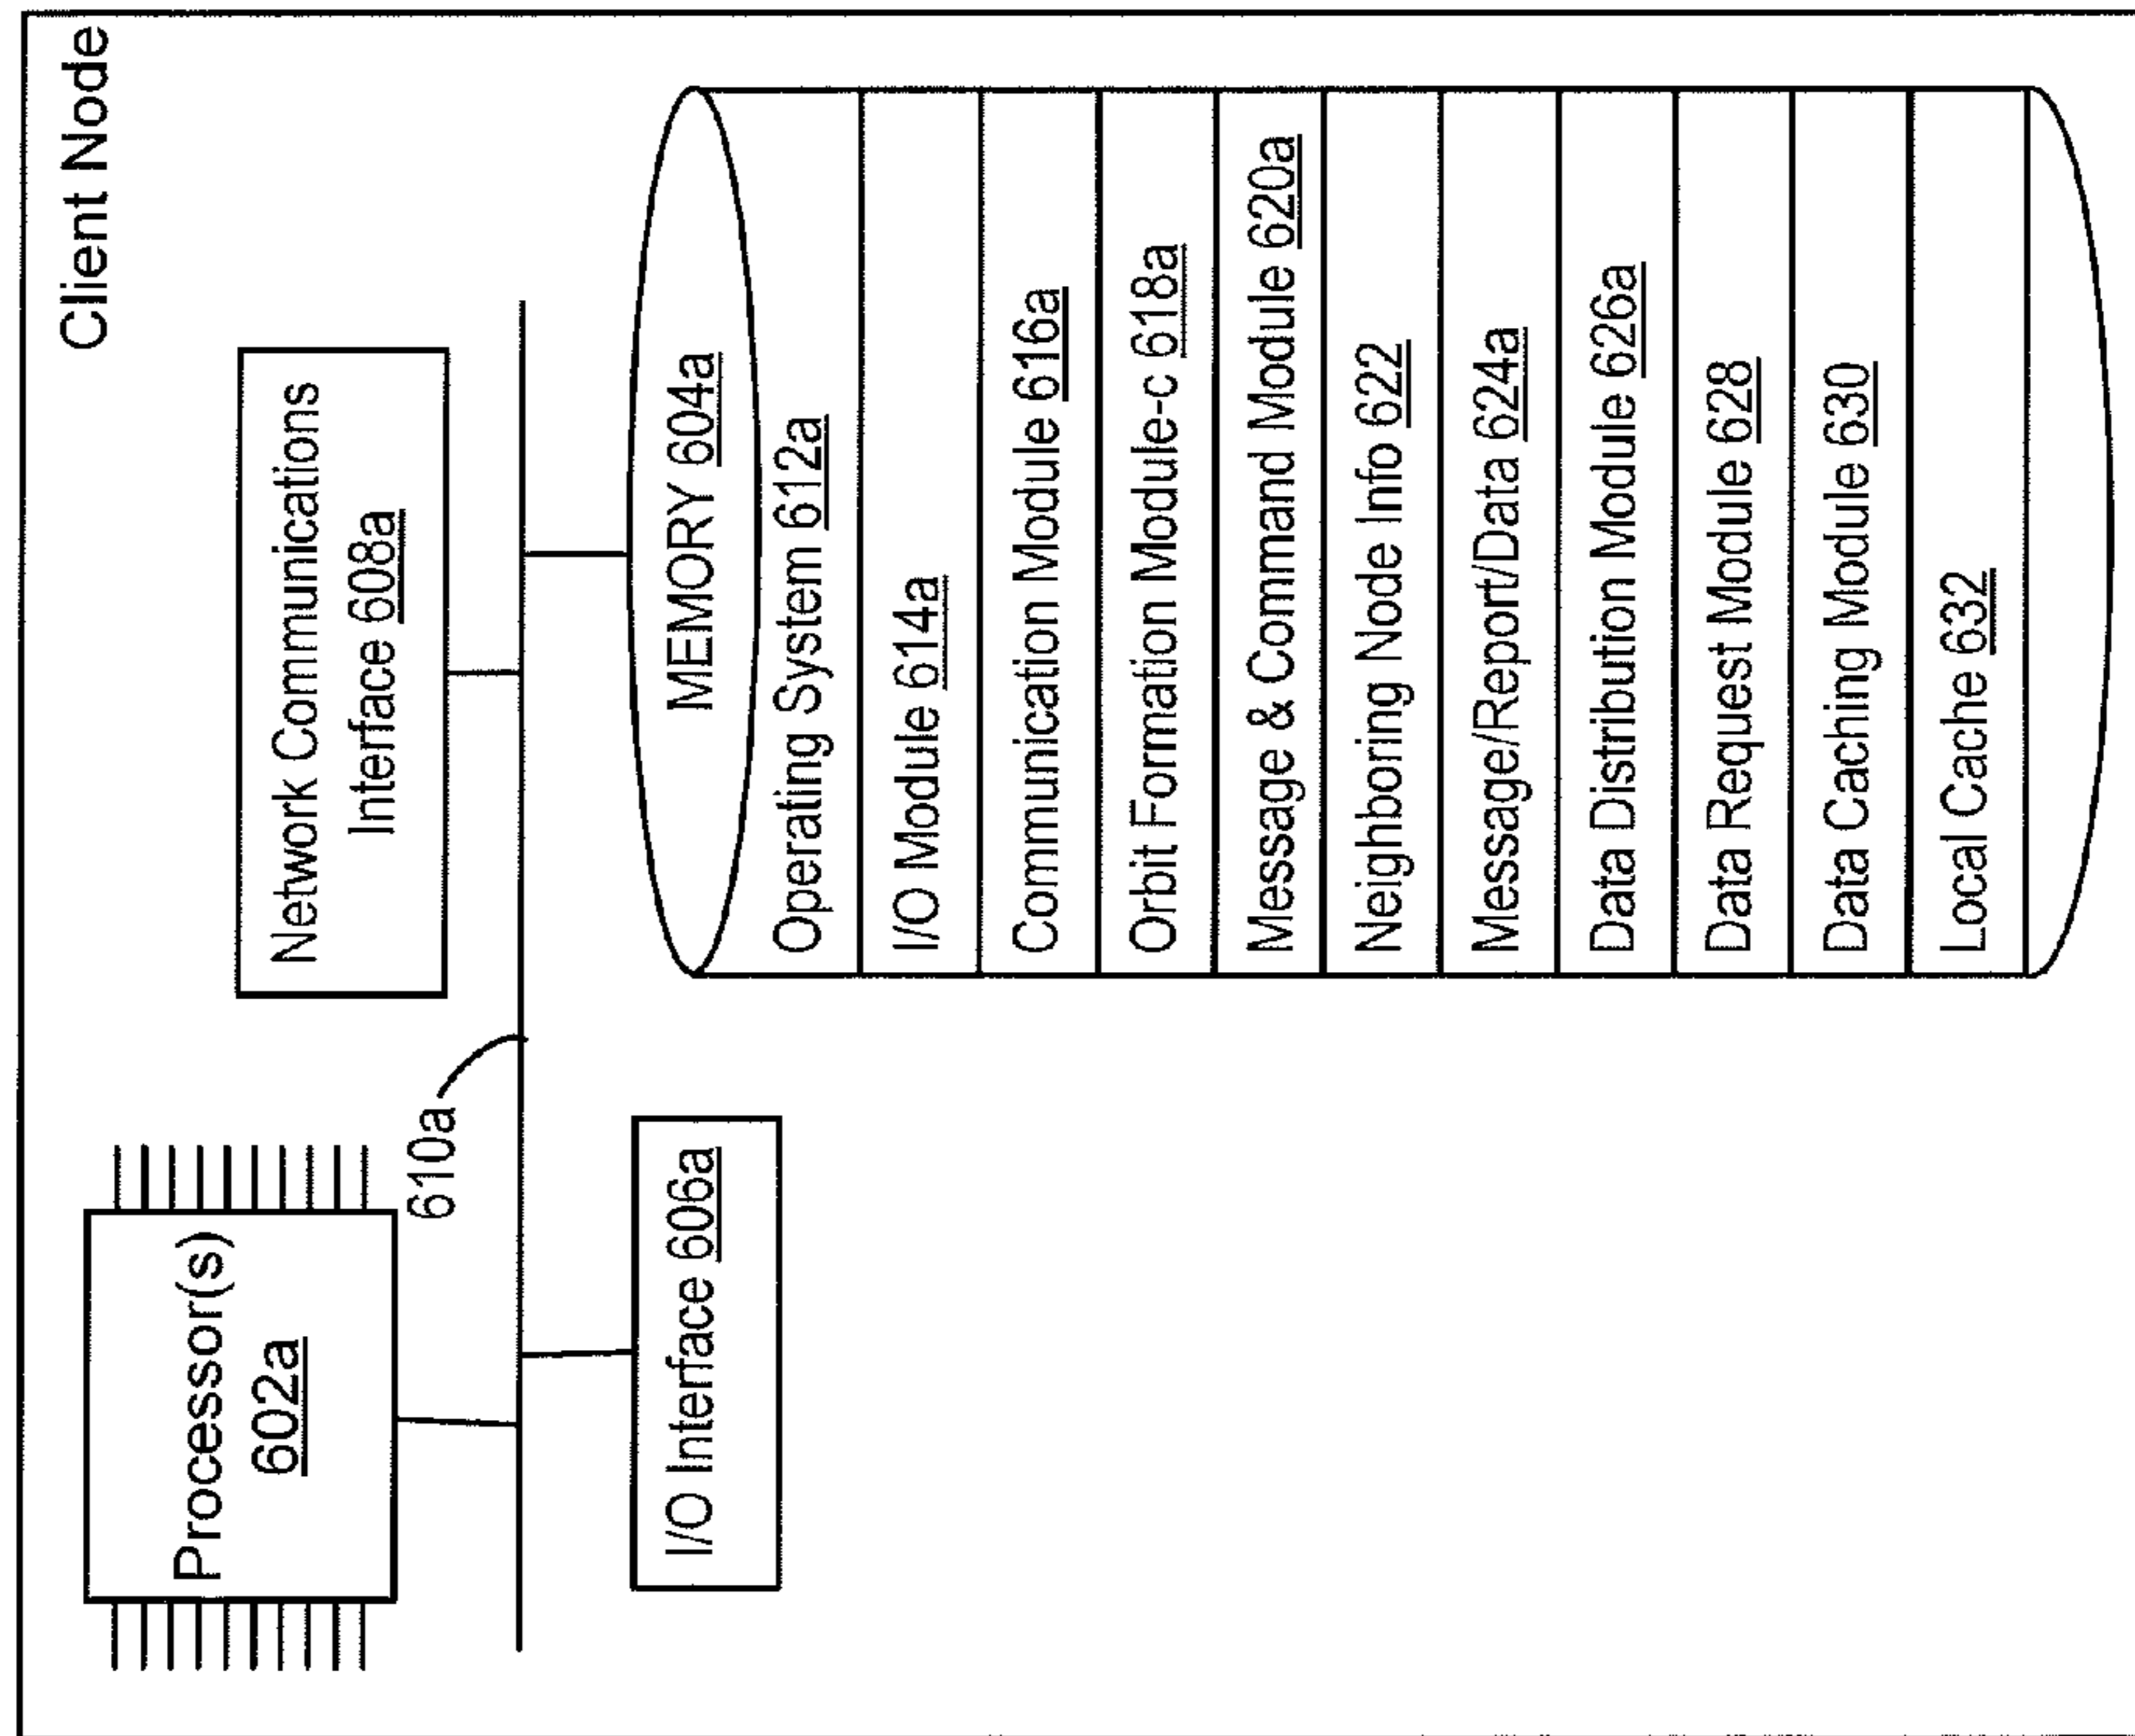 Client Node
Processor(s)
602a
Network Communications
Interface 608a
610a
I/O Interface 606a
MEMORY 604a
Operating System 612a
I/O Module 614a
Communication Module 616a
Orbit Formation Module-c 618a
Message & Command Module 620a
Neighboring Node Info 622
Message/Report/Data 624a
Data Distribution Module 626a
Data Request Module 628
Data Caching Module 630
Local Cache 632